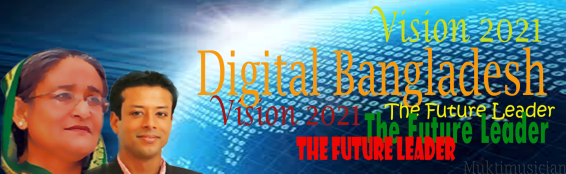 Vision 2021
Digital Bangladesh
Vision 2021
The Future Leader
The Future Leader
THE FUTURE LEADER
Muktimusician